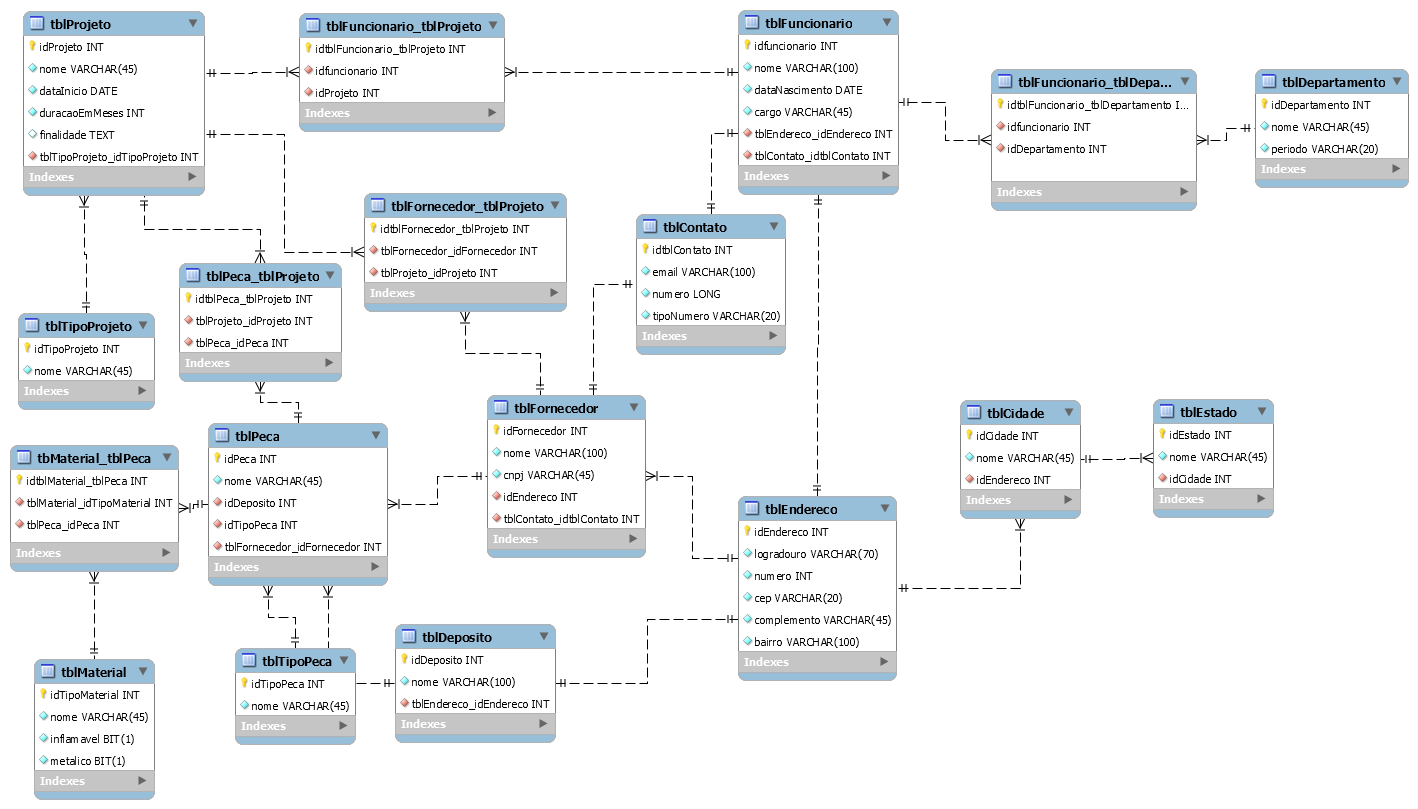 tblProjeto
idProjeto INT
nome VARCHAR(45)
dataInicio DATE
duracaoEmMeses INT
finalidade TEXT
tblTipoProjeto_idTipoProjeto INT
Indexes
tblFuncionario_tblProjeto
idtblFuncionario_tblProjeto INT
idfuncionario INT
idProjeto INT
Indexes
tblFuncionario
idfuncionario INT
nome VARCHAR(100)
dataNascimento DATE
cargo VARCHAR(45)
tblEndereco_idEndereco INT
tblContato_idtblContato INT
Indexes
tblFuncionario_tblDepa...
idtblFuncionario_tblDepartamento I...
idfuncionario INT
idDepartamento INT
Indexes
tblDepartamento
idDepartamento INT
nome VARCHAR(45)
periodo VARCHAR(20)
Indexes
tblFornecedor_tblProjeto
idtblFornecedor_tblProjeto INT
tblFornecedor_idFornecedor INT
tblProjeto_idProjeto INT
Indexes
tblContato
idtblContato INT
email VARCHAR(100)
numero LONG
tipoNumero VARCHAR(20)
Indexes
tblPeca_tblProjeto
idtblPeca_tblProjeto INT
tblProjeto_idProjeto INT
tblPeca_idPeca INT
Indexes
tblTipoProjeto
idTipoProjeto INT
nome VARCHAR(45)
Indexes
tblFornecedor
idFornecedor INT
nome VARCHAR(100)
cnpj VARCHAR(45)
idEndereco INT
tblContato_idtblContato INT
Indexes
tblCidade
idCidade INT
nome VARCHAR(45)
idEndereco INT
Indexes
tblEstado
idEstado INT
nome VARCHAR(45)
idCidade INT
Indexes
tblPeca
idPeca INT
nome VARCHAR(45)
idDeposito INT
idTipoPeca INT
tblFornecedor_idFornecedor INT
Indexes
tbMaterial_tblPeca
idtblMaterial_tblPeca INT
tblMaterial_idTipoMaterial INT
tblPeca_idPeca INT
Indexes
tblEndereco
idEndereco INT
logradouro VARCHAR(70)
numero INT
cep VARCHAR(20)
complemento VARCHAR(45)
bairro VARCHAR(100)
Indexes
tblDeposito
idDeposito INT
nome VARCHAR(100)
tblEndereco_idEndereco INT
Indexes
tblTipoPeca
idTipoPeca INT
nome VARCHAR(45)
Indexes
tblMaterial
idTipoMaterial INT
nome VARCHAR(45)
inflamavel BIT(1)
metalico BIT(1)
Indexes